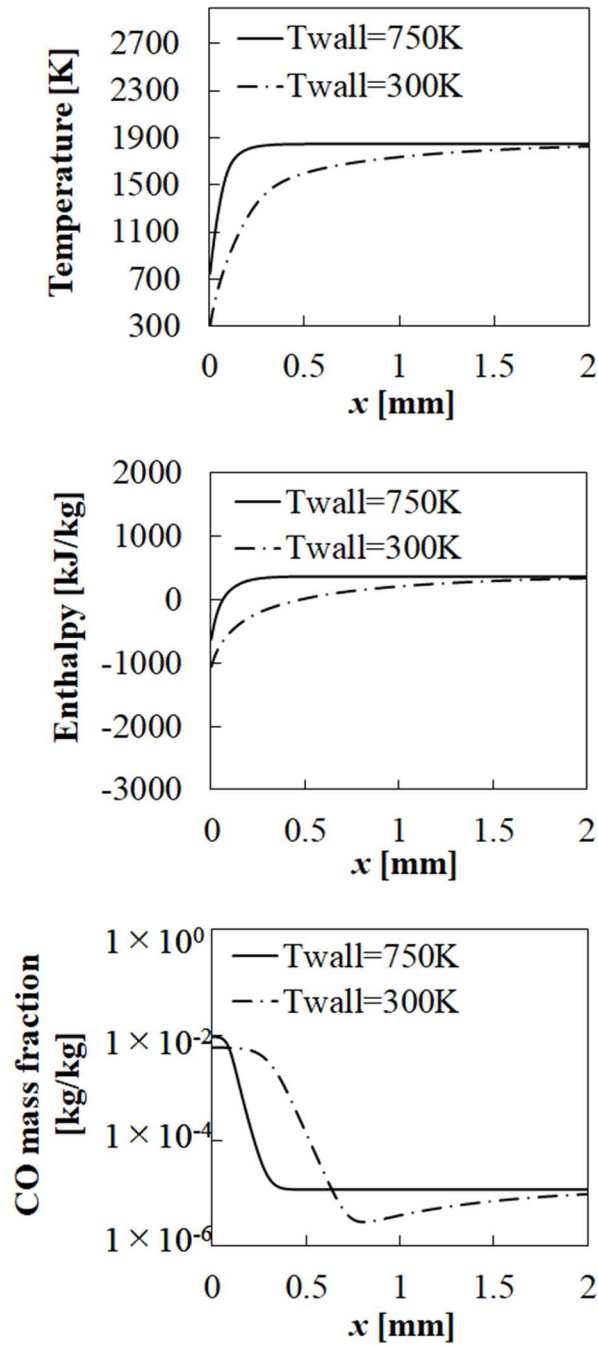 Temperature [K]
2700
2300
1900
1500
1100
700
300
Twall=750K
Twall=300K
0
0.5
1
1.5
2
x [mm]
Enthalpy [kJ/kg]
2000
1000
0
-1000
-2000
-3000
Twall=750K
Twall=300K
0
0.5
1
1.5
2
x [mm]
CO mass fraction
[kg/kg]
1×10⁰
1×10⁻²
1×10⁻⁴
1×10⁻⁶
Twall=750K
Twall=300K
0
0.5
1
1.5
2
x [mm]